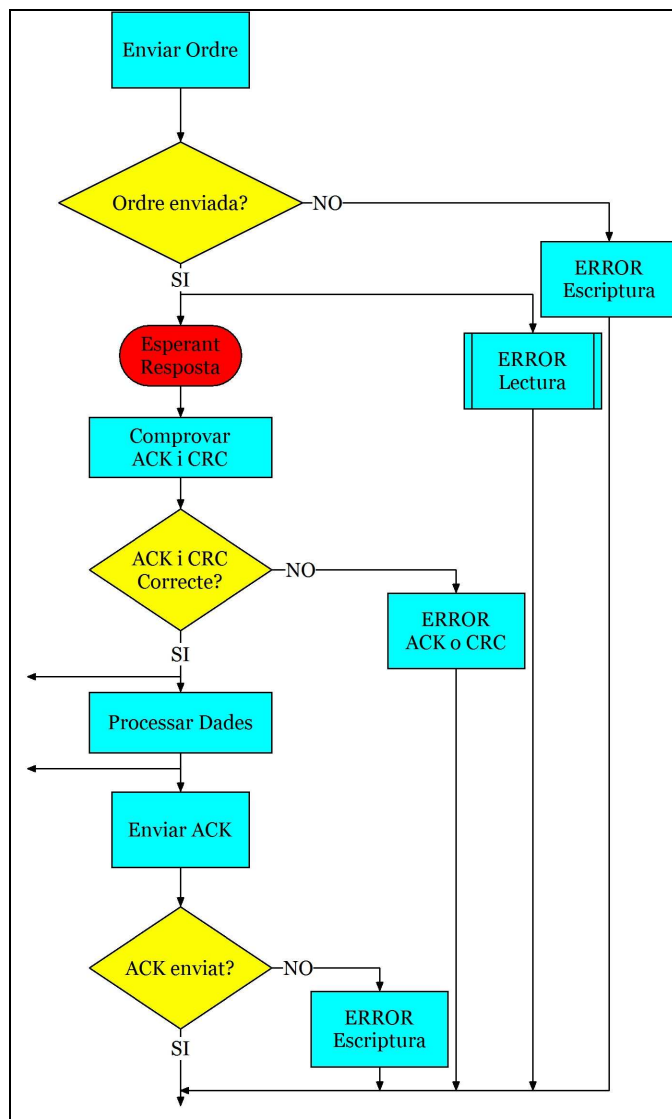 Enviar Ordre
Ordre enviada?
NO
ERROR
Escriptura
SI
Esperant
Resposta
ERROR
Lectura
Comprovar
ACK i CRC
ACK i CRC
Correcte?
NO
ERROR
ACK o CRC
SI
Processar Dades
Enviar ACK
ACK enviat?
NO
ERROR
Escriptura
SI